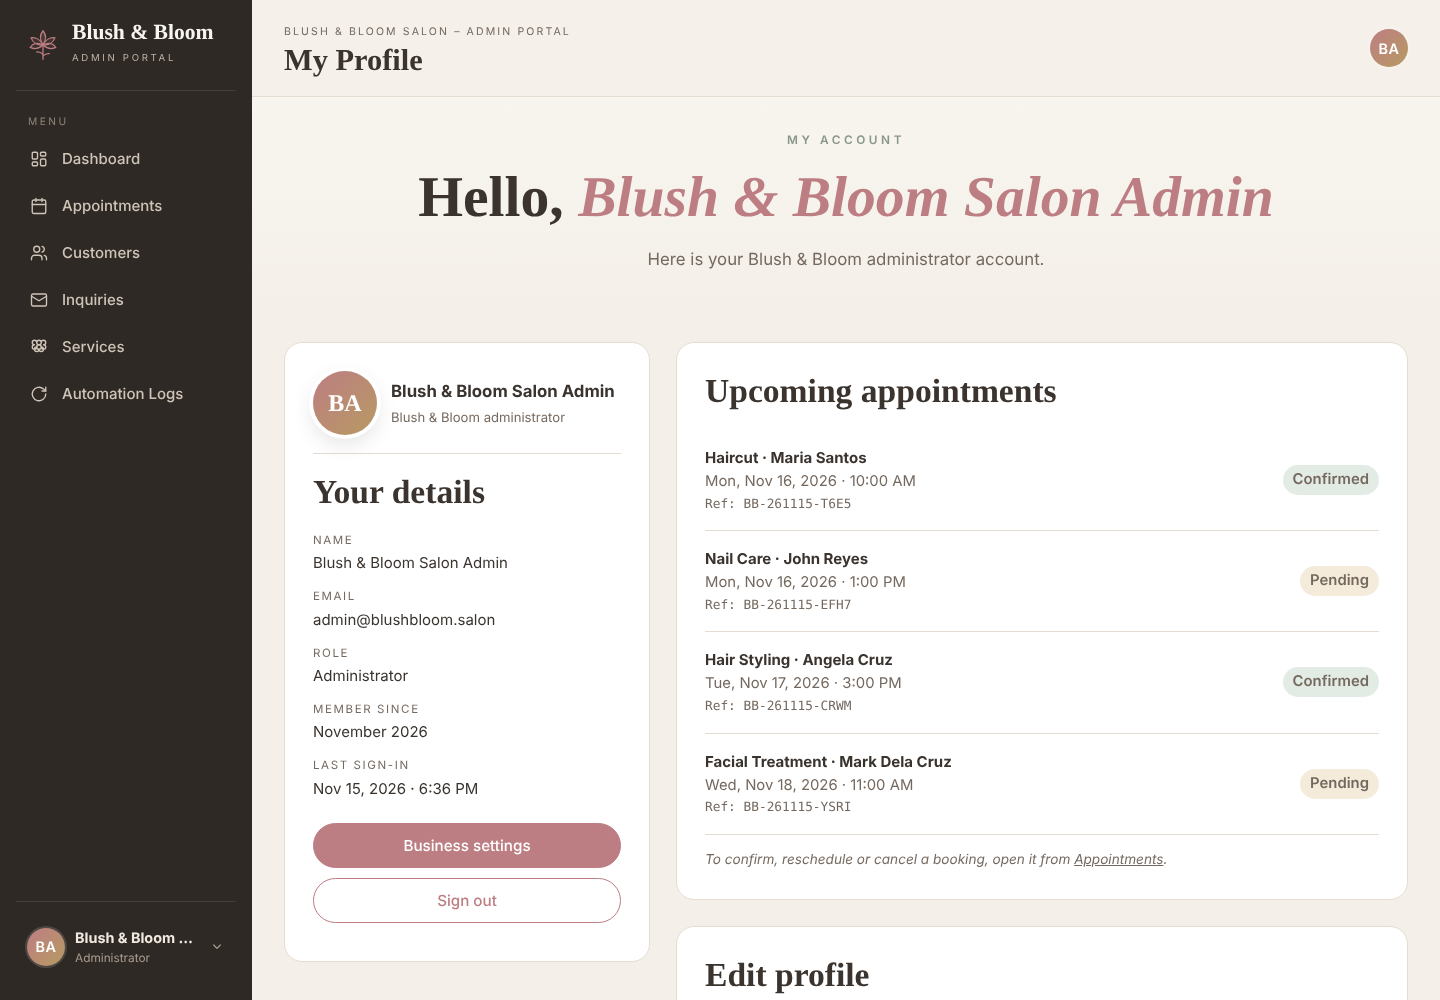 Blush & Bloom
ADMIN PORTAL
MENU
Dashboard
Appointments
Customers
Inquiries
Services
Automation Logs
BA
Blush & Bloom ...
Administrator
BLUSH & BLOOM SALON – ADMIN PORTAL
My Profile
BA
MY ACCOUNT
Hello, Blush & Bloom Salon Admin
Here is your Blush & Bloom administrator account.
BA
Blush & Bloom Salon Admin
Blush & Bloom administrator
Your details
NAME
Blush & Bloom Salon Admin
EMAIL
admin@blushbloom.salon
ROLE
Administrator
MEMBER SINCE
November 2026
LAST SIGN-IN
Nov 15, 2026 · 6:36 PM
Business settings
Sign out
Upcoming appointments
Haircut · Maria Santos
Mon, Nov 16, 2026 · 10:00 AM
Ref: BB-261115-T6E5
Confirmed
Nail Care · John Reyes
Mon, Nov 16, 2026 · 1:00 PM
Ref: BB-261115-EFH7
Pending
Hair Styling · Angela Cruz
Tue, Nov 17, 2026 · 3:00 PM
Ref: BB-261115-CRWM
Confirmed
Facial Treatment · Mark Dela Cruz
Wed, Nov 18, 2026 · 11:00 AM
Ref: BB-261115-YSRI
Pending
To confirm, reschedule or cancel a booking, open it from Appointments.
Edit profile